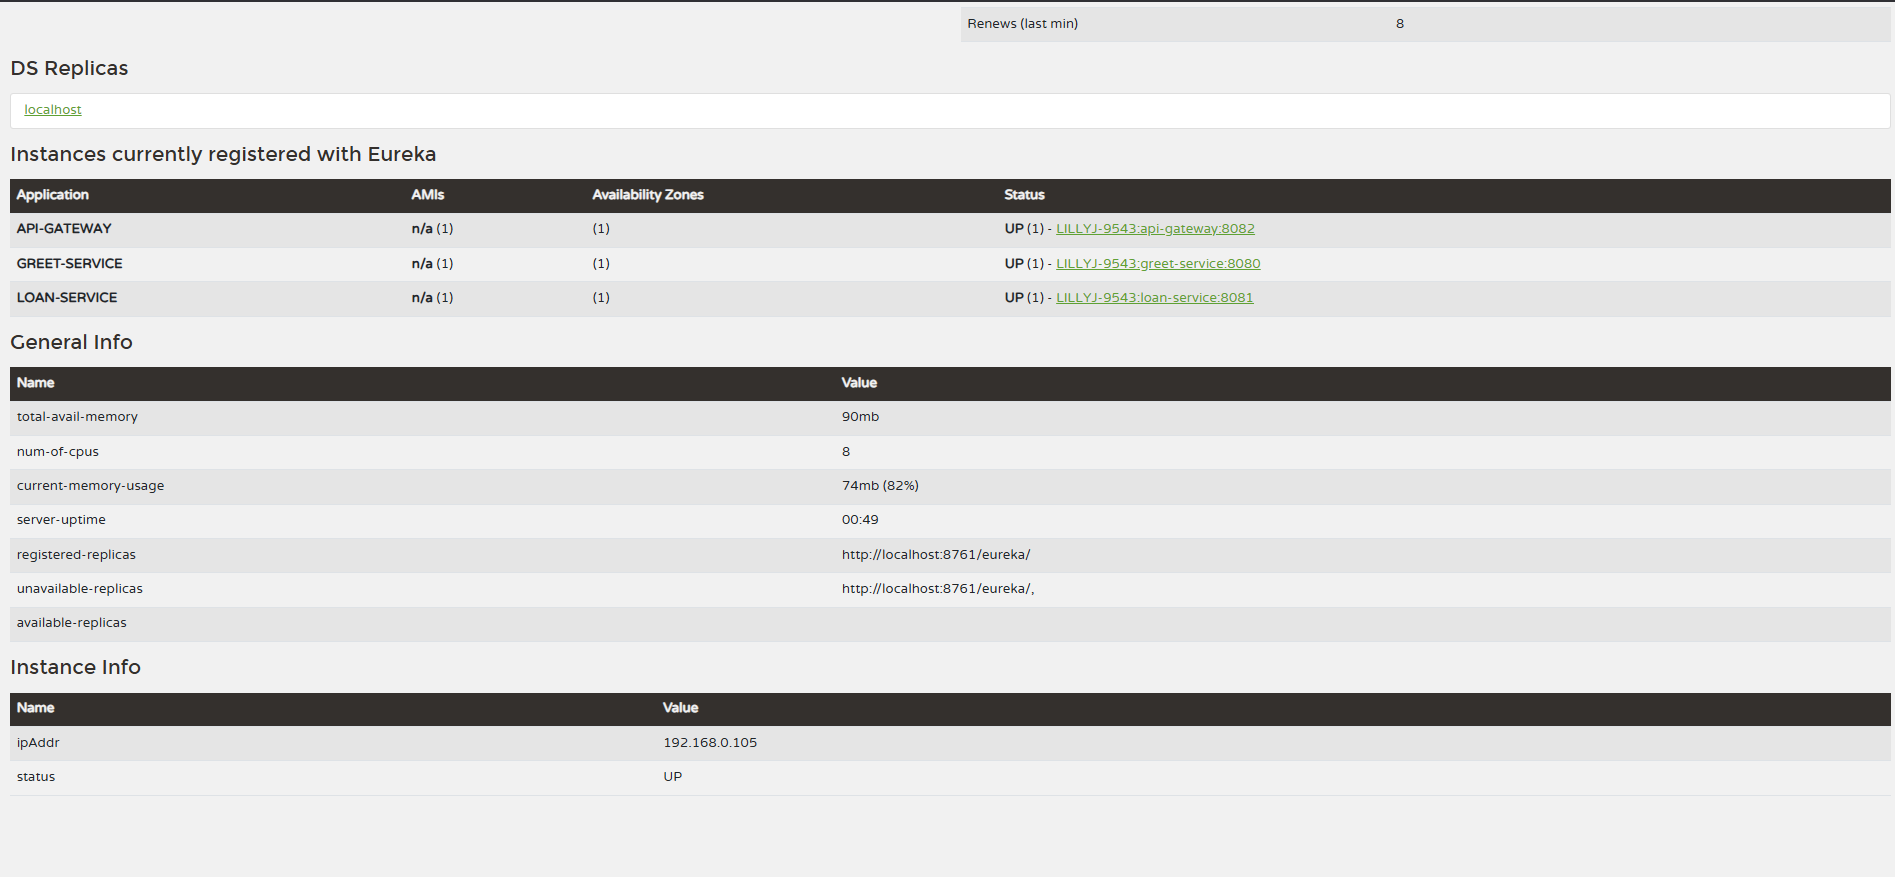 Renews (last min) 8
DS Replicas
localhost
Instances currently registered with Eureka
Application AMIs Availability Zones Status
API-GATEWAY n/a (1) (1) UP (1) - LILLYJ-9543:api-gateway:8082
GREET-SERVICE n/a (1) (1) UP (1) - LILLYJ-9543:greet-service:8080
LOAN-SERVICE n/a (1) (1) UP (1) - LILLYJ-9543:loan-service:8081
General Info
Name Value
total-avail-memory 90mb
num-of-cpus 8
current-memory-usage 74mb (82%)
server-uptime 00:49
registered-replicas http://localhost:8761/eureka/
unavailable-replicas http://localhost:8761/eureka/,
available-replicas
Instance Info
Name Value
ipAddr 192.168.0.105
status UP